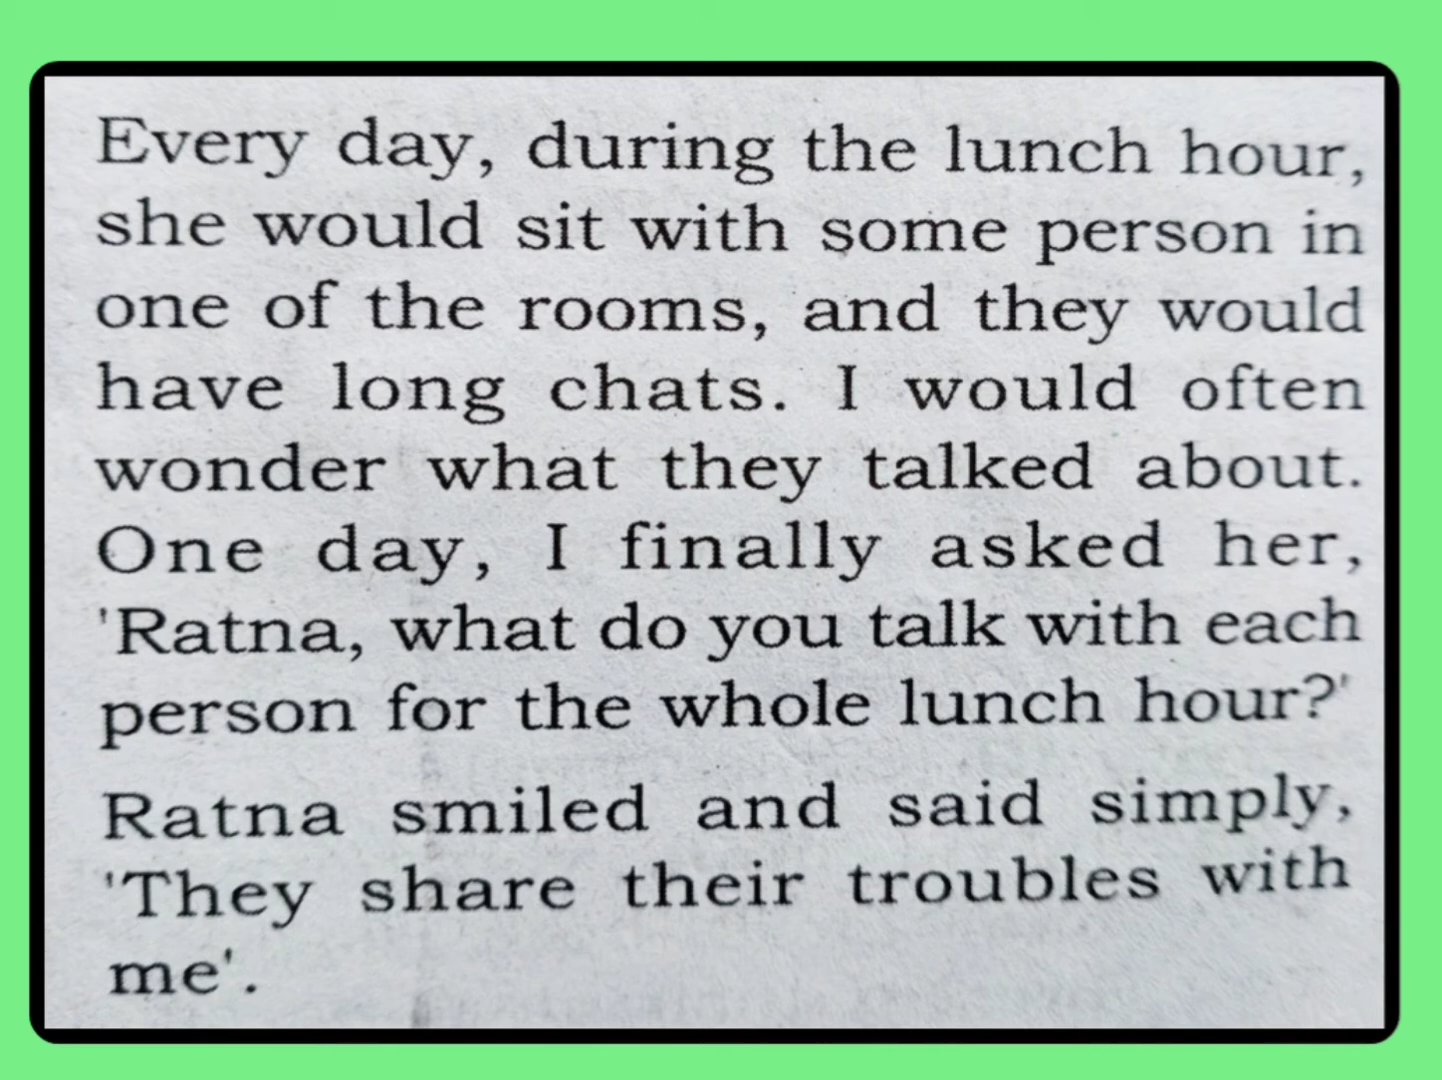 Every day, during the lunch hour,
she would sit with some person in
one of the rooms, and they would
have long chats. I would often
wonder what they talked about.
One day, I finally asked her,
'Ratna, what do you talk with each
person for the whole lunch hour?'
Ratna smiled and said simply,
'They share their troubles with
me'.